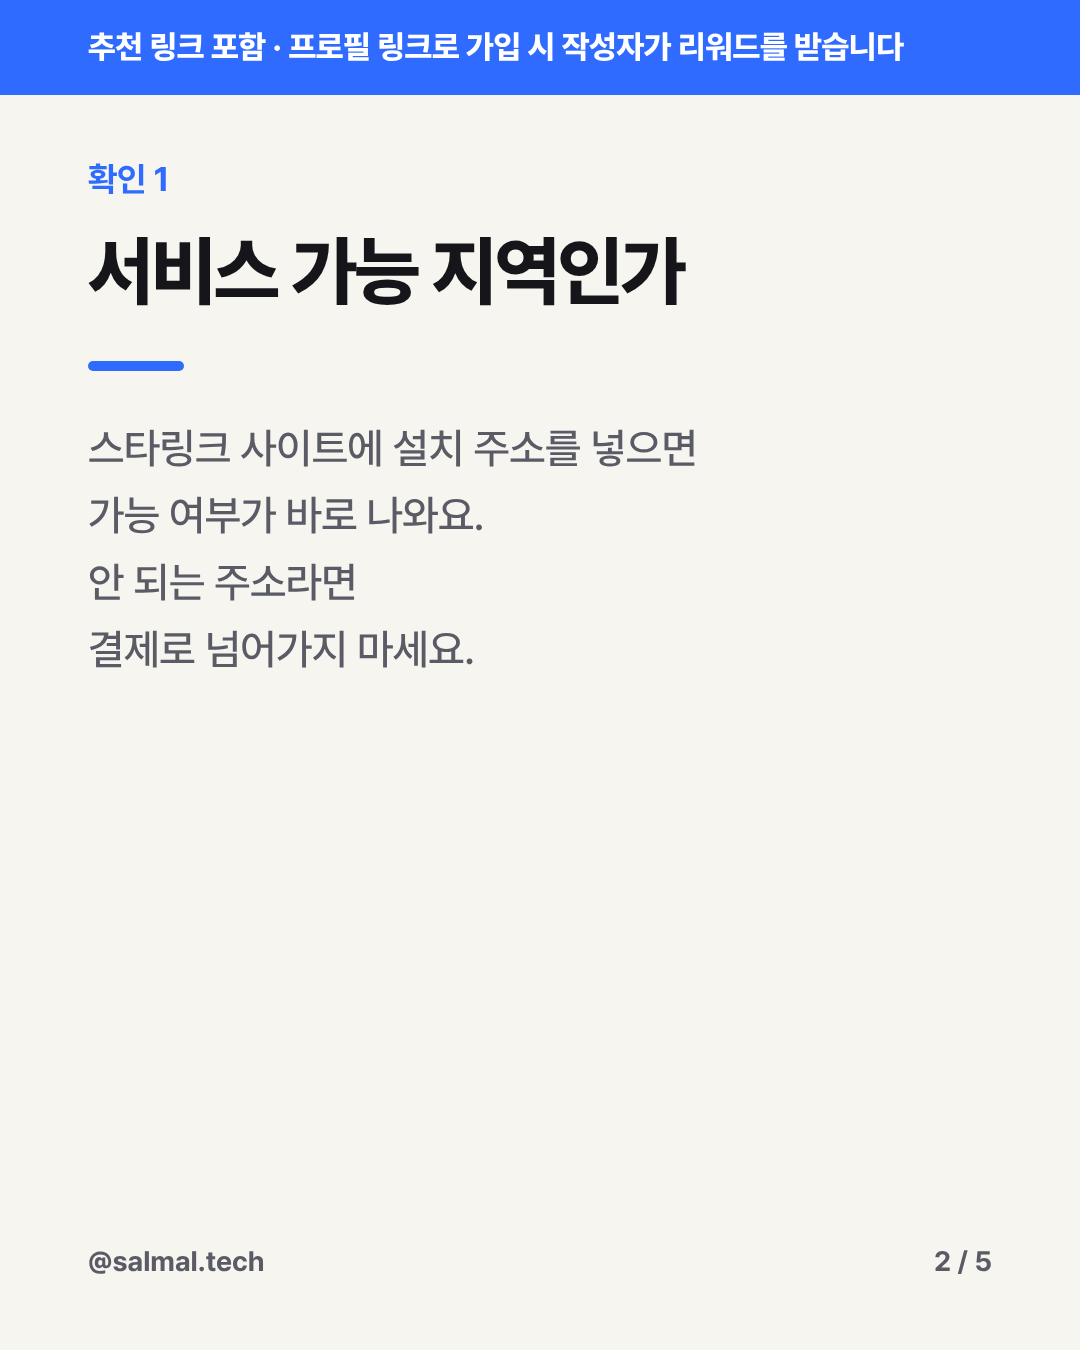 추천 링크 포함 · 프로필 링크로 가입 시 작성자가 리워드를 받습니다
확인 1
서비스 가능 지역인가
스타링크 사이트에 설치 주소를 넣으면
가능 여부가 바로 나와요.
안 되는 주소라면
결제로 넘어가지 마세요.
@salmal.tech
2 / 5